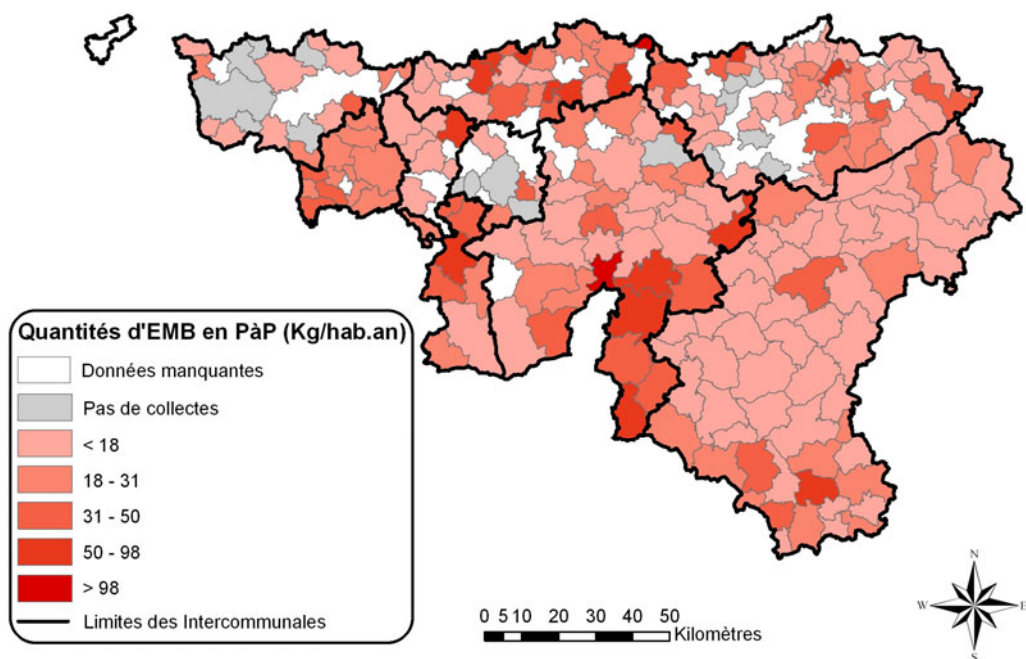 Quantités d'EMB en PàP (Kg/hab.an)
Données manquantes
Pas de collectes
< 18
18 - 31
31 - 50
50 - 98
> 98
Limites des Intercommunales
0 5 10 20 30 40 50
Kilomètres
N
W E
S